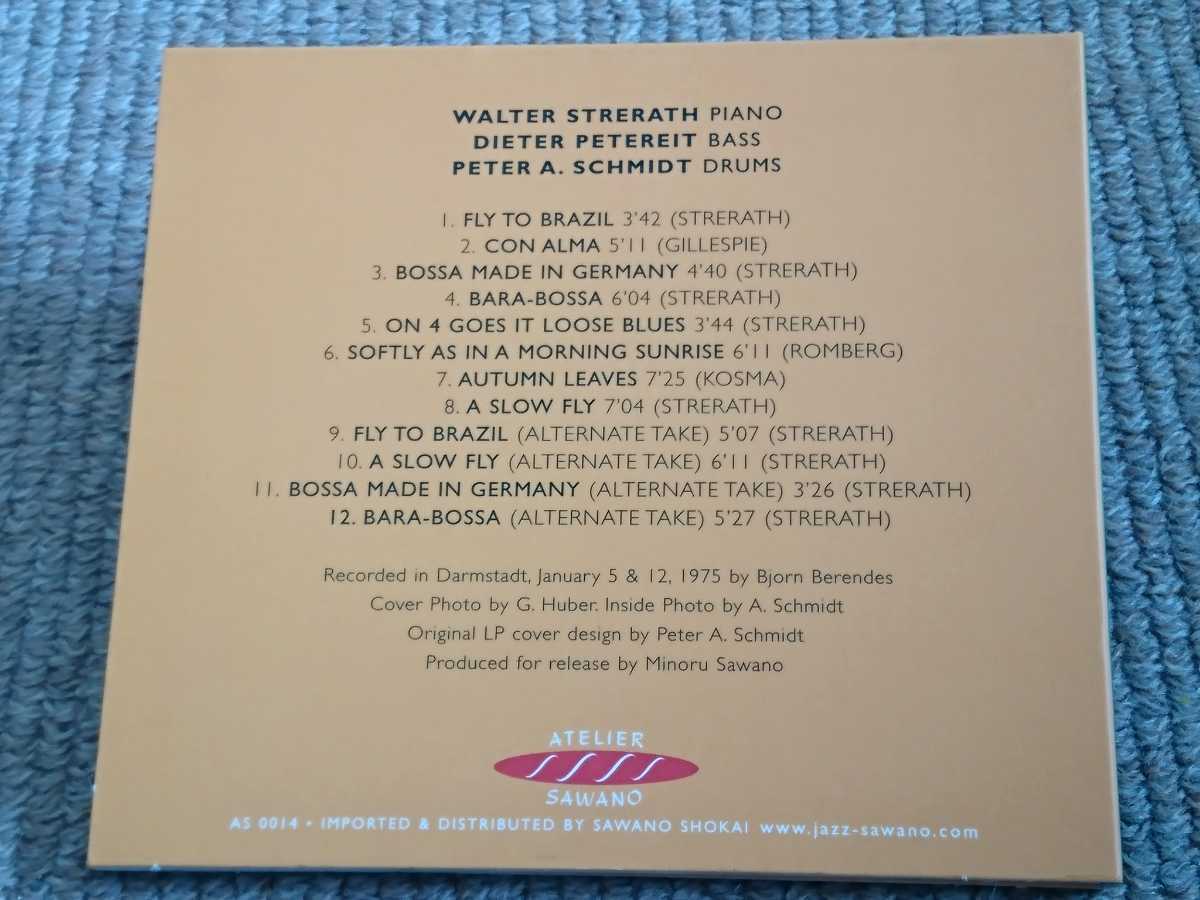 WALTER STRERATH PIANO
DIETER PETEREIT BASS
PETER A. SCHMIDT DRUMS
1. FLY TO BRAZIL 3'42 (STRERATH)
2. CON ALMA 5'11 (GILLESPIE)
3. BOSSA MADE IN GERMANY 4'40 (STRERATH)
4. BARA-BOSSA 6'04 (STRERATH)
5. ON 4 GOES IT LOOSE BLUES 3'44 (STRERATH)
6. SOFTLY AS IN A MORNING SUNRISE 6'11 (ROMBERG)
7. AUTUMN LEAVES 7'25 (KOSMA)
8. A SLOW FLY 7'04 (STRERATH)
9. FLY TO BRAZIL (ALTERNATE TAKE) 5'07 (STRERATH)
10. A SLOW FLY (ALTERNATE TAKE) 6'11 (STRERATH)
11. BOSSA MADE IN GERMANY (ALTERNATE TAKE) 3'26 (STRERATH)
12. BARA-BOSSA (ALTERNATE TAKE) 5'27 (STRERATH)
Recorded in Darmstadt, January 5 & 12, 1975 by Bjorn Berendes
Cover Photo by G. Huber. Inside Photo by A. Schmidt
Original LP cover design by Peter A. Schmidt
Produced for release by Minoru Sawano
ATELIER
SSSS
SAWANO
AS 0014 • IMPORTED & DISTRIBUTED BY SAWANO SHOKAI www.jazz-sawano.com